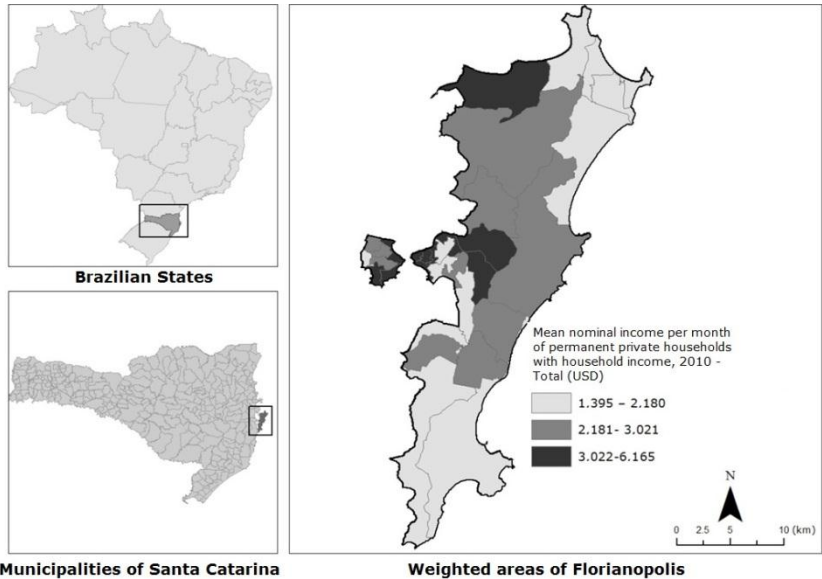 Brazilian States
Municipalities of Santa Catarina
Mean nominal income per month
of permanent private households
with household income, 2010 -
Total (USD)
1.395 – 2.180
2.181- 3.021
3.022-6.165
N
0 2.5 5 10 (km)
Weighted areas of Florianopolis